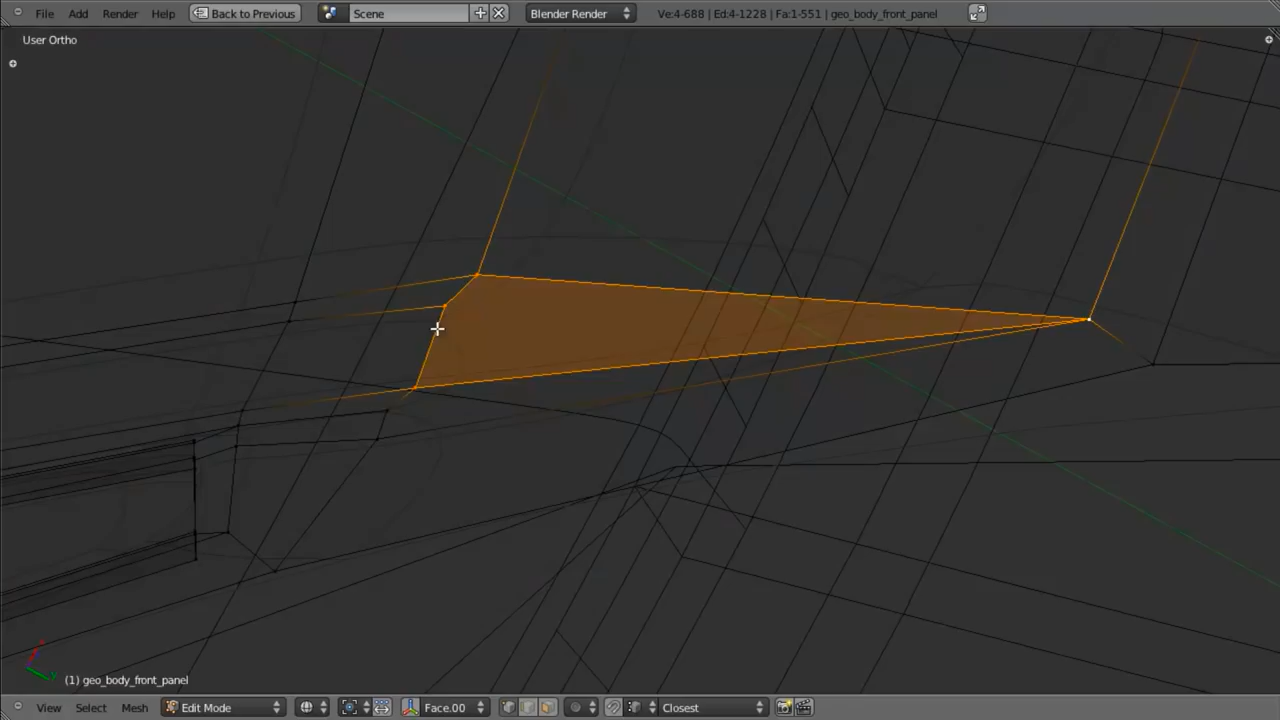 File Add Render Help Back to Previous Scene Blender Render Ve:4-688 | Ed:4-1228 | Fa:1-551 | geo_body_front_panel
User Ortho
(1) geo_body_front_panel
View Select Mesh Edit Mode Face.00 Closest